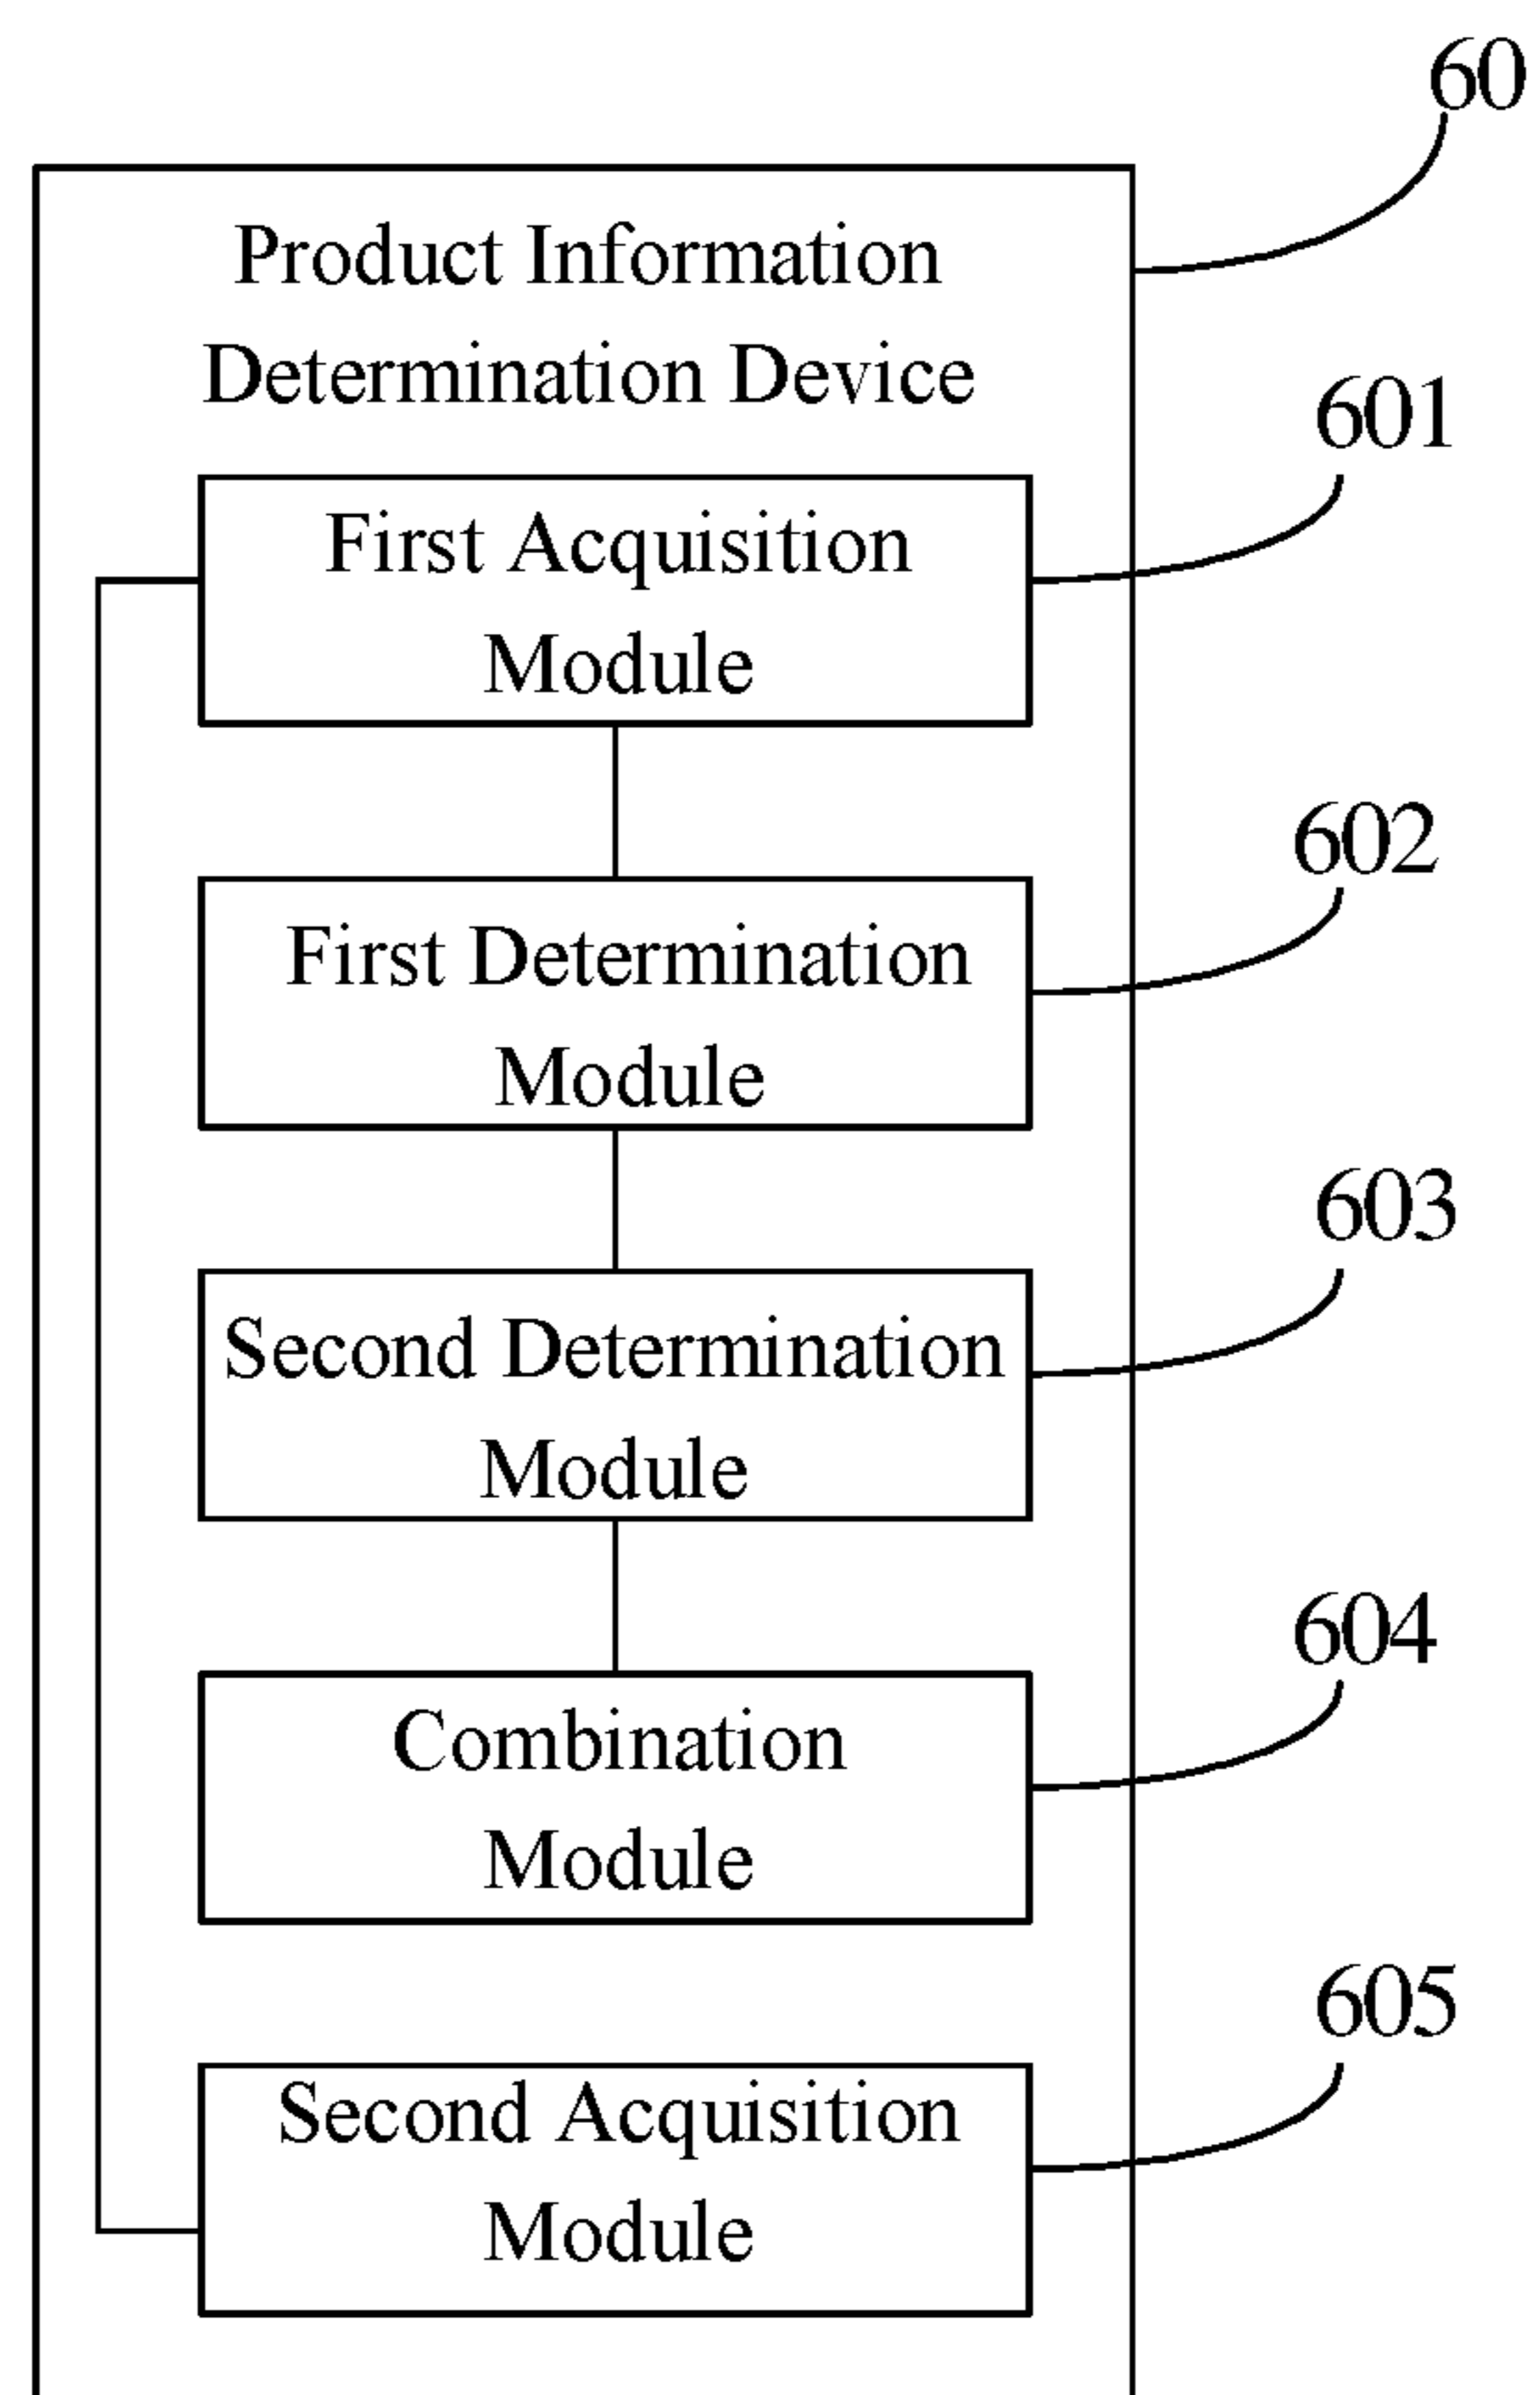 60
Product Information
Determination Device
601
First Acquisition
Module
602
First Determination
Module
603
Second Determination
Module
604
Combination
Module
605
Second Acquisition
Module